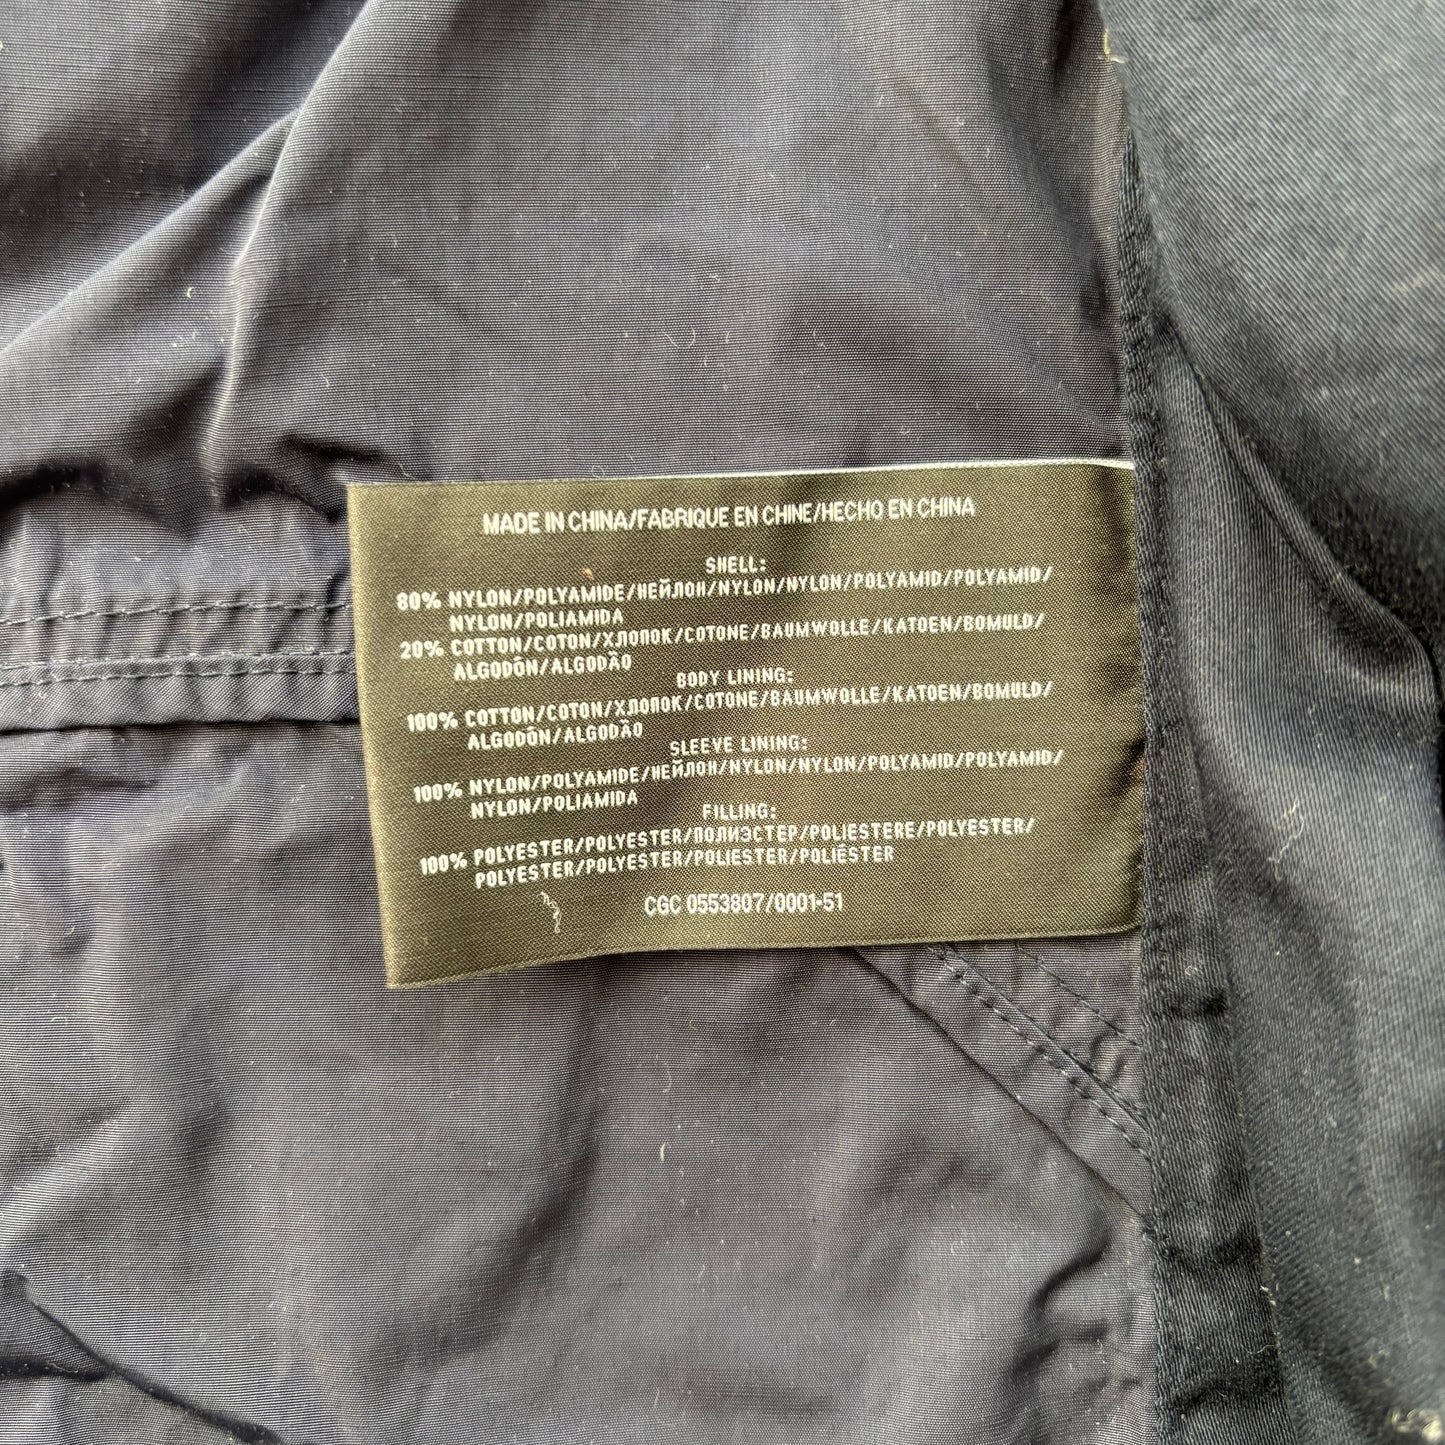 MADE IN CHINA/FABRIQUE EN CHINE/HECHO EN CHINA
SHELL:
80% NYLON/POLYAMIDE/НЕЙЛОН/NYLON/NYLON/POLYAMID/POLYAMID/
NYLON/POLIAMIDA
20% COTTON/COTON/ХЛОПОК/COTONE/BAUMWOLLE/KATOEN/BOMULD/
ALGODÓN/ALGODÃO
BODY LINING:
100% COTTON/COTON/ХЛОПОК/COTONE/BAUMWOLLE/KATOEN/BOMULD/
ALGODÓN/ALGODÃO
SLEEVE LINING:
100% NYLON/POLYAMIDE/НЕЙЛОН/NYLON/NYLON/POLYAMID/POLYAMID/
NYLON/POLIAMIDA
FILLING:
100% POLYESTER/POLYESTER/ПОЛИЭСТЕР/POLIESTERE/POLYESTER/
POLYESTER/POLYESTER/POLIESTER/POLIÉSTER
CGC 0553807/0001-51